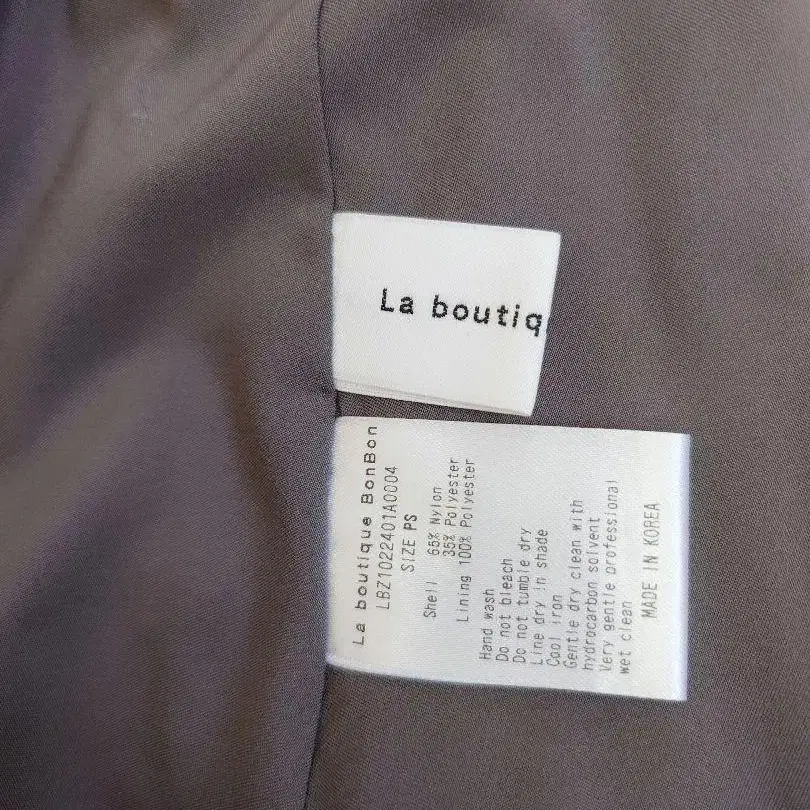 La boutiq
La boutique BonBon
LBZ1022401A0004
SIZE PS
Shell 65% Nylon
35% Polyester
Lining 100% Polyester
Hand wash
Do not bleach
Do not tumble dry
Line dry in shade
Cool iron
Gentle dry clean with
hydrocarbon solvent
Very gentle professional
wet clean
MADE IN KOREA